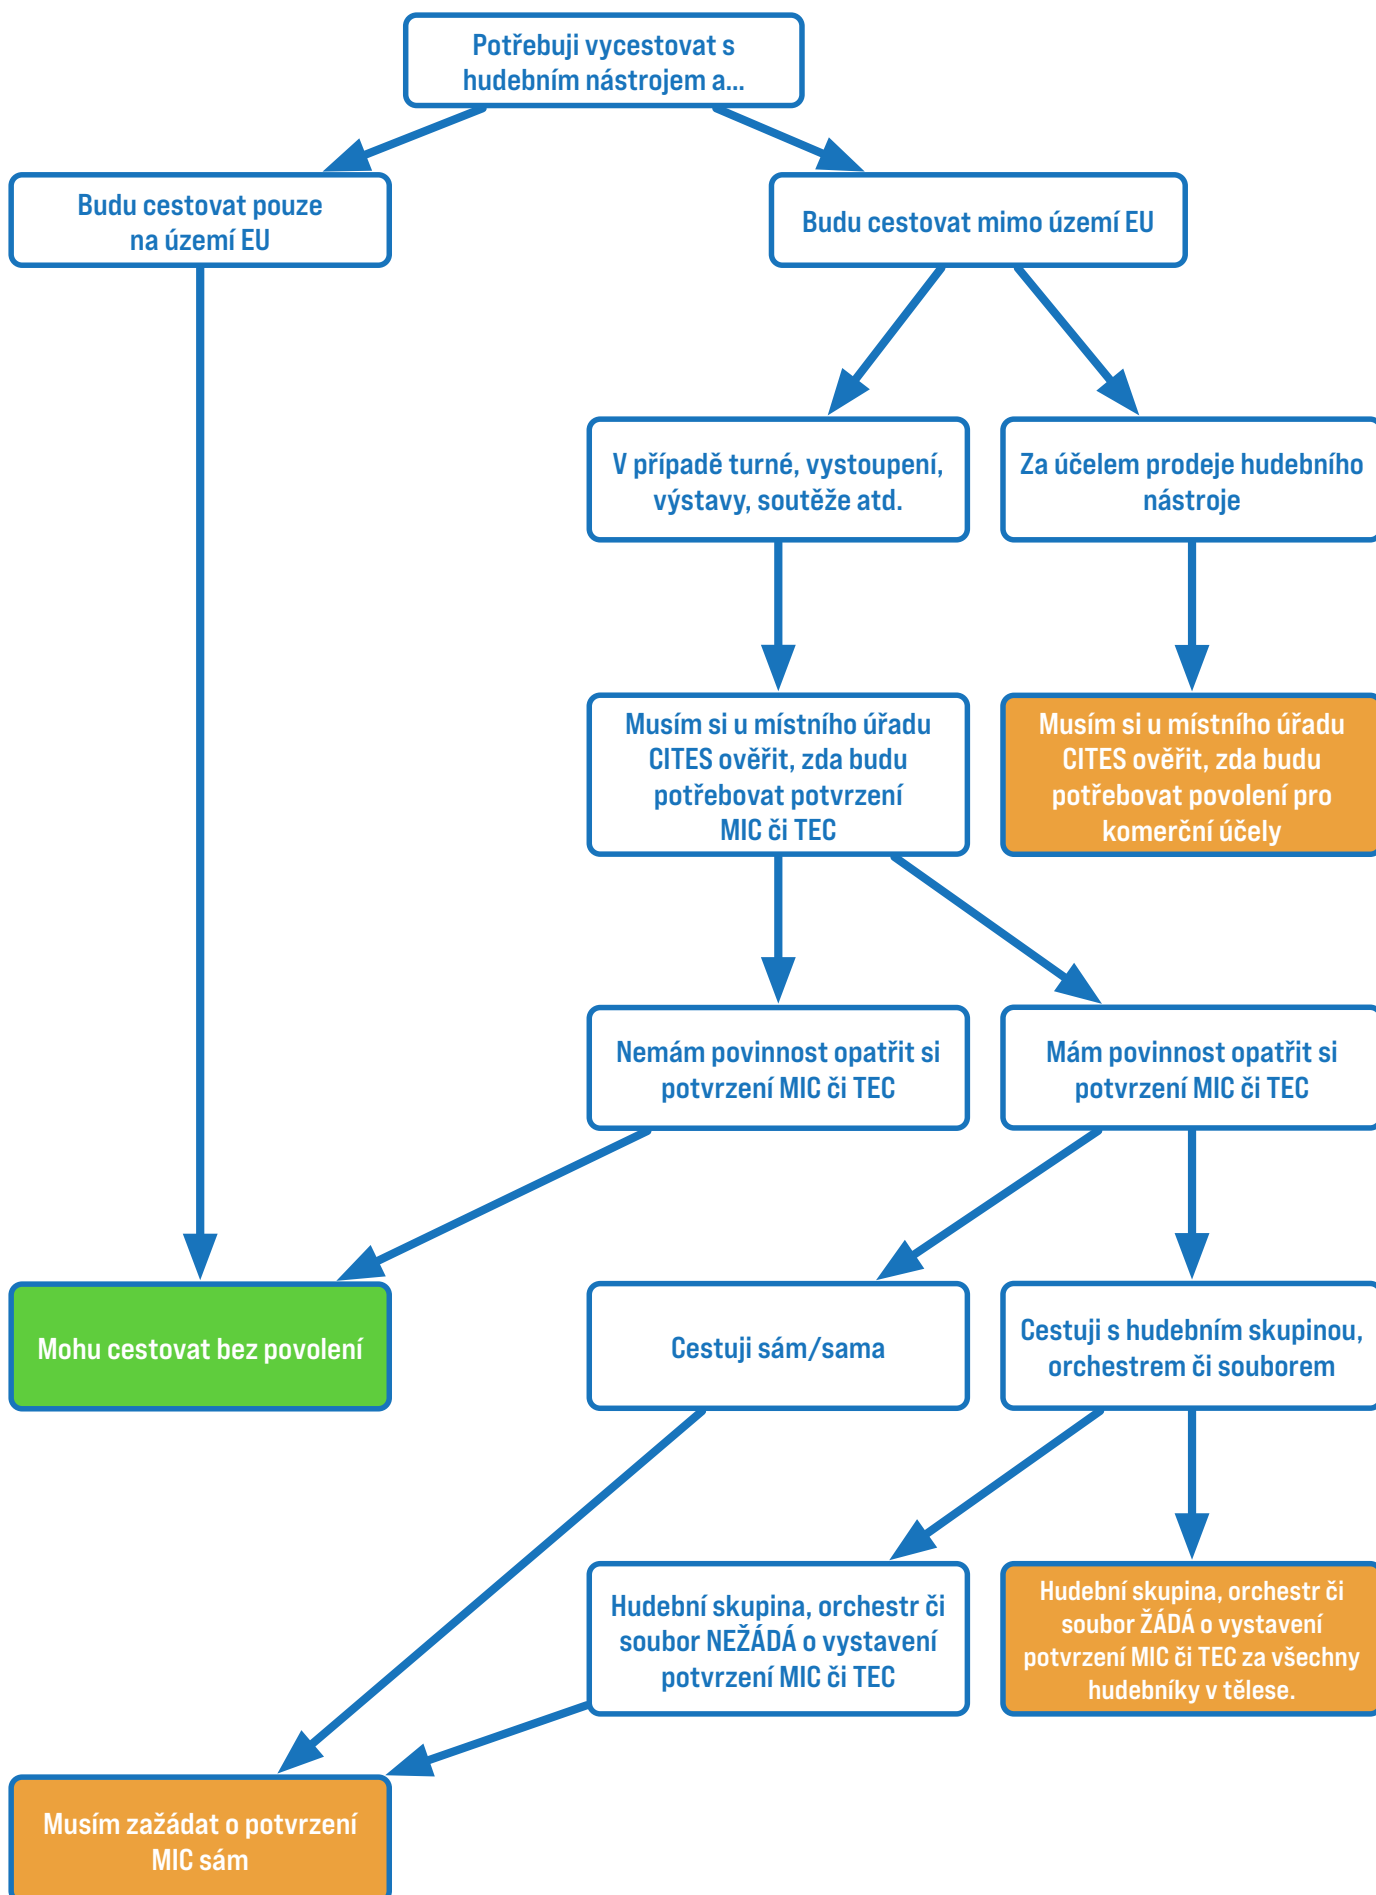 Potřebuji vycestovat s
hudebním nástrojem a...
Budu cestovat pouze
na území EU
Budu cestovat mimo území EU
V případě turné, vystoupení,
výstavy, soutěže atd.
Za účelem prodeje hudebního
nástroje
Musím si u místního úřadu
CITES ověřit, zda budu
potřebovat potvrzení
MIC či TEC
Musím si u místního úřadu
CITES ověřit, zda budu
potřebovat povolení pro
komerční účely
Nemám povinnost opatřit si
potvrzení MIC či TEC
Mám povinnost opatřit si
potvrzení MIC či TEC
Mohu cestovat bez povolení
Cestuji sám/sama
Cestuji s hudebním skupinou,
orchestrem či souborem
Hudební skupina, orchestr či
soubor NEŽÁDÁ o vystavení
potvrzení MIC či TEC
Hudební skupina, orchestr či
soubor ŽÁDÁ o vystavení
potvrzení MIC či TEC za všechny
hudebníky v tělese.
Musím zažádat o potvrzení
MIC sám